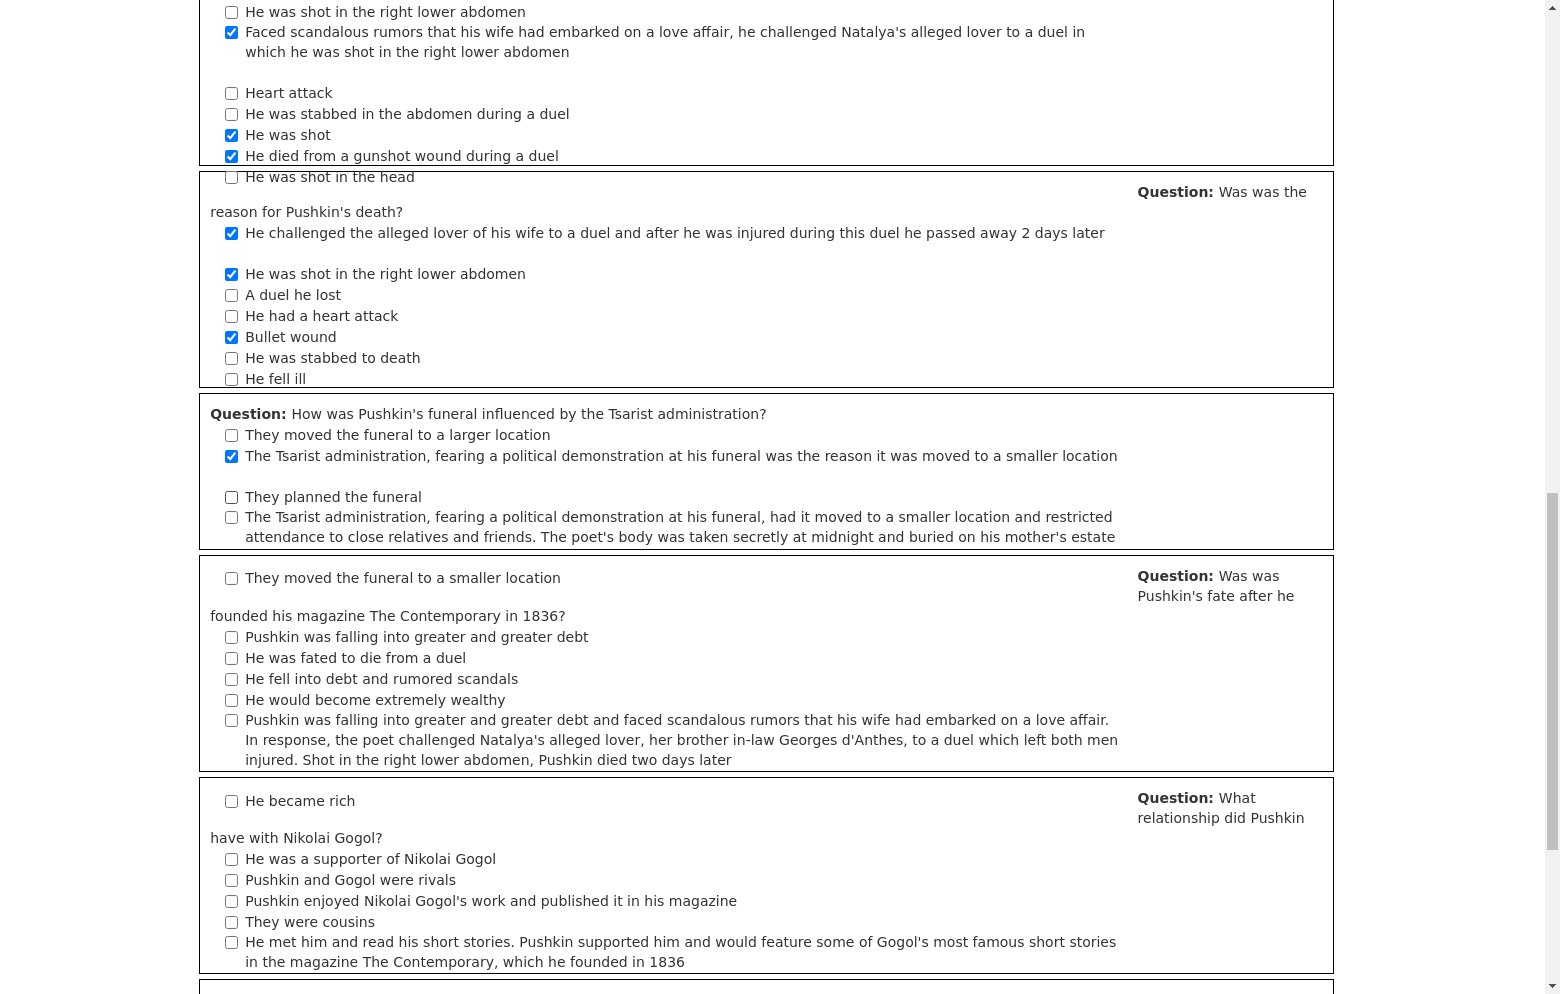 He was shot in the right lower abdomen
Faced scandalous rumors that his wife had embarked on a love affair, he challenged Natalya's alleged lover to a duel in
which he was shot in the right lower abdomen
Heart attack
He was stabbed in the abdomen during a duel
He was shot
He died from a gunshot wound during a duel
He was shot in the head
Question: Was was the
reason for Pushkin's death?
He challenged the alleged lover of his wife to a duel and after he was injured during this duel he passed away 2 days later
He was shot in the right lower abdomen
A duel he lost
He had a heart attack
Bullet wound
He was stabbed to death
He fell ill
Question: How was Pushkin's funeral influenced by the Tsarist administration?
They moved the funeral to a larger location
The Tsarist administration, fearing a political demonstration at his funeral was the reason it was moved to a smaller location
They planned the funeral
The Tsarist administration, fearing a political demonstration at his funeral, had it moved to a smaller location and restricted
attendance to close relatives and friends. The poet's body was taken secretly at midnight and buried on his mother's estate
They moved the funeral to a smaller location
Question: Was was
Pushkin's fate after he
founded his magazine The Contemporary in 1836?
Pushkin was falling into greater and greater debt
He was fated to die from a duel
He fell into debt and rumored scandals
He would become extremely wealthy
Pushkin was falling into greater and greater debt and faced scandalous rumors that his wife had embarked on a love affair.
In response, the poet challenged Natalya's alleged lover, her brother in-law Georges d'Anthes, to a duel which left both men
injured. Shot in the right lower abdomen, Pushkin died two days later
He became rich
Question: What
relationship did Pushkin
have with Nikolai Gogol?
He was a supporter of Nikolai Gogol
Pushkin and Gogol were rivals
Pushkin enjoyed Nikolai Gogol's work and published it in his magazine
They were cousins
He met him and read his short stories. Pushkin supported him and would feature some of Gogol's most famous short stories
in the magazine The Contemporary, which he founded in 1836